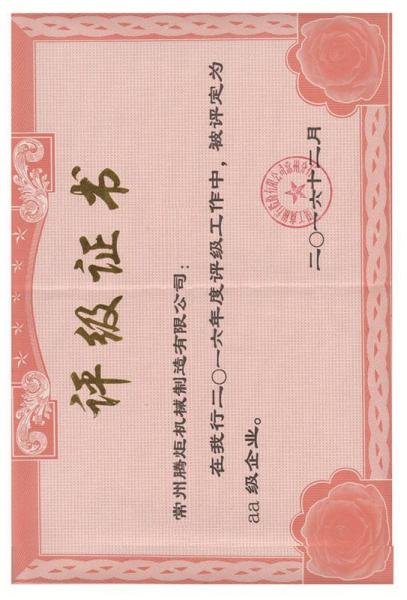 评级证书
常州腾炬机械制造有限公司：
在我行二〇一六年度评级工作中，被评定为
aa级企业。
二〇一六十二月